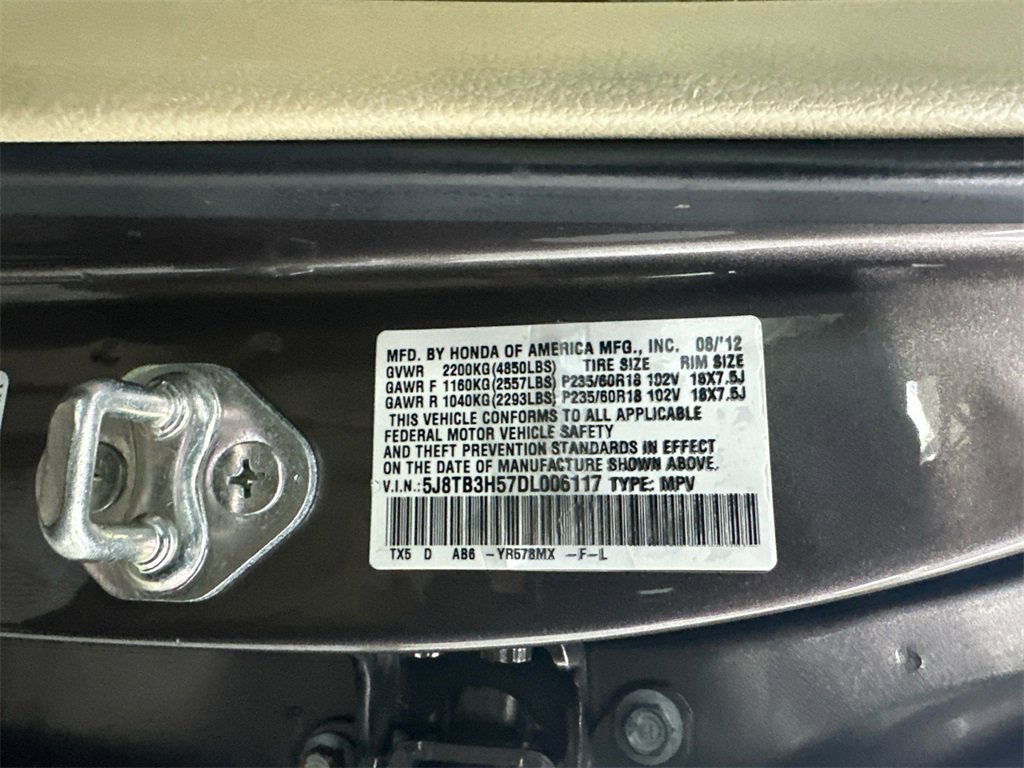 MFD. BY HONDA OF AMERICA MFG., INC. 08/'12
GVWR 2200KG(4850LBS) TIRE SIZE RIM SIZE
GAWR F 1160KG(2557LBS) P235/60R18 102V 18X7.5J
GAWR R 1040KG(2293LBS) P235/60R18 102V 18X7.5J
THIS VEHICLE CONFORMS TO ALL APPLICABLE
FEDERAL MOTOR VEHICLE SAFETY
AND THEFT PREVENTION STANDARDS IN EFFECT
ON THE DATE OF MANUFACTURE SHOWN ABOVE.
V.I.N.:5J8TB3H57DL006117 TYPE: MPV
TX5 D AB6 -YR578MX -F-L